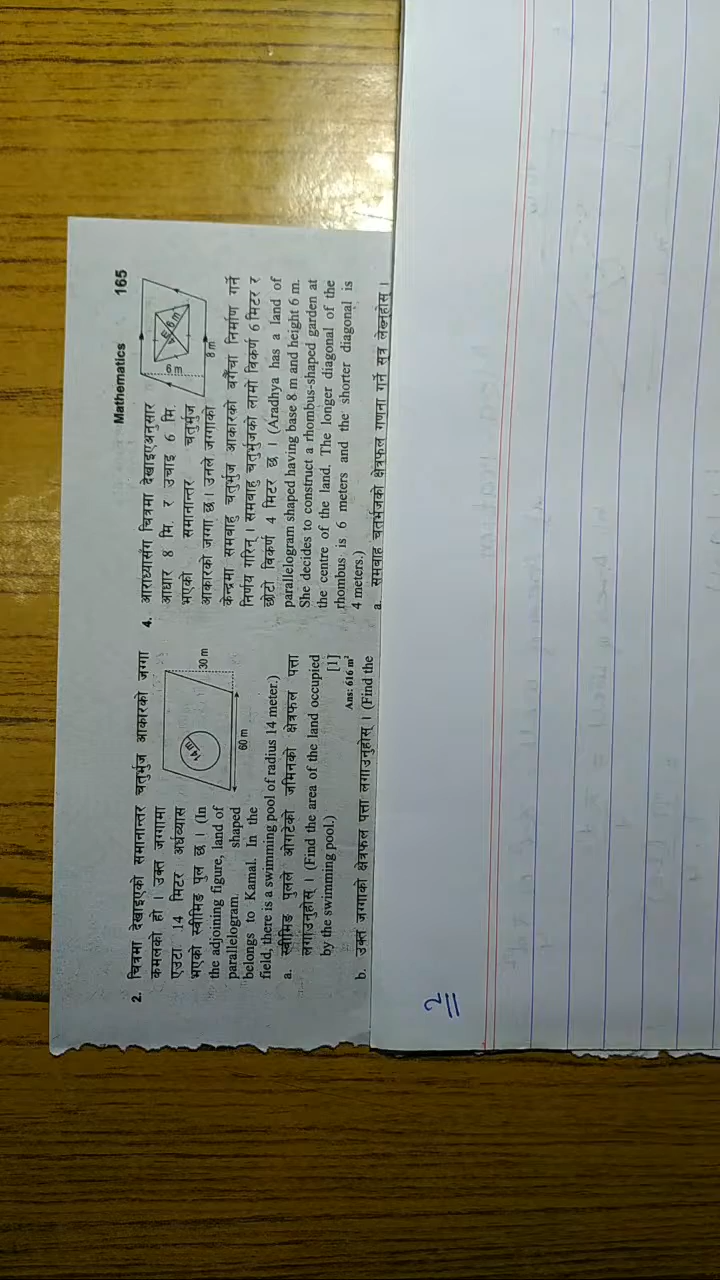 Mathematics 165
2. चित्रमा देखाइएको समानान्तर चतुर्भुज आकारको जग्गा
कमलको हो । उक्त जग्गामा
एउटा 14 मिटर अर्धव्यास
भएको स्वीमिङ पुल छ । (In
the adjoining figure, land of
parallelogram. shaped
belongs to Kamal. In the
field, there is a swimming pool of radius 14 meter.)
14 m
30 m
60 m
a. स्वीमिङ पुलले ओगटेको जमिनको क्षेत्रफल पत्ता
लगाउनुहोस् । (Find the area of the land occupied
by the swimming pool.) [1]
Ans: 616 m²
b. उक्त जग्गाको क्षेत्रफल पत्ता लगाउनुहोस् । (Find the
4. आराध्यासँग चित्रमा देखाइएअनुसार
आधार 8 मि. र उचाइ 6 मि.
भएको समानान्तर चतुर्भुज
आकारको जग्गा छ । उनले जग्गाको
केन्द्रमा समबाहु चतुर्भुज आकारको बगैँचा निर्माण गर्ने
निर्णय गरिन् । समबाहु चतुर्भुजको लामो विकर्ण 6 मिटर र
छोटो विकर्ण 4 मिटर छ । (Aradhya has a land of
parallelogram shaped having base 8 m and height 6 m.
She decides to construct a rhombus-shaped garden at
the centre of the land. The longer diagonal of the
rhombus is 6 meters and the shorter diagonal is
4 meters.)
6 m
6 m
8 m
a. समबाहु चतुर्भुजको क्षेत्रफल गणना गर्ने सूत्र लेख्नुहोस् ।
2